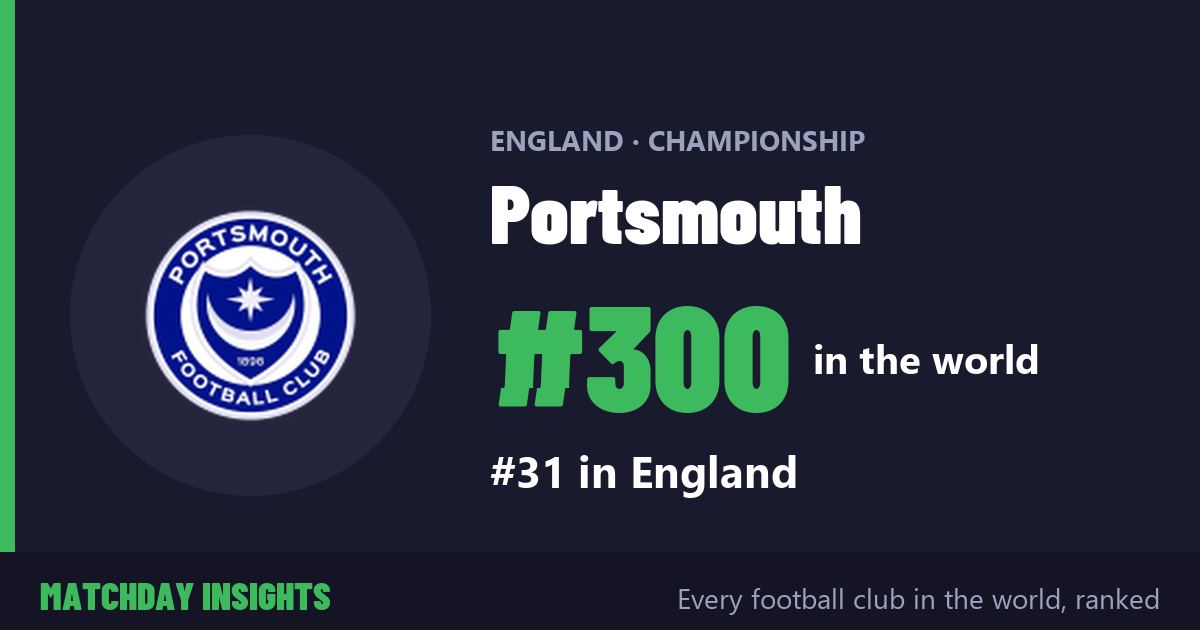 PORTSMOUTH
1898
FOOTBALL CLUB
ENGLAND · CHAMPIONSHIP
Portsmouth
#300 in the world
#31 in England
MATCHDAY INSIGHTS
Every football club in the world, ranked